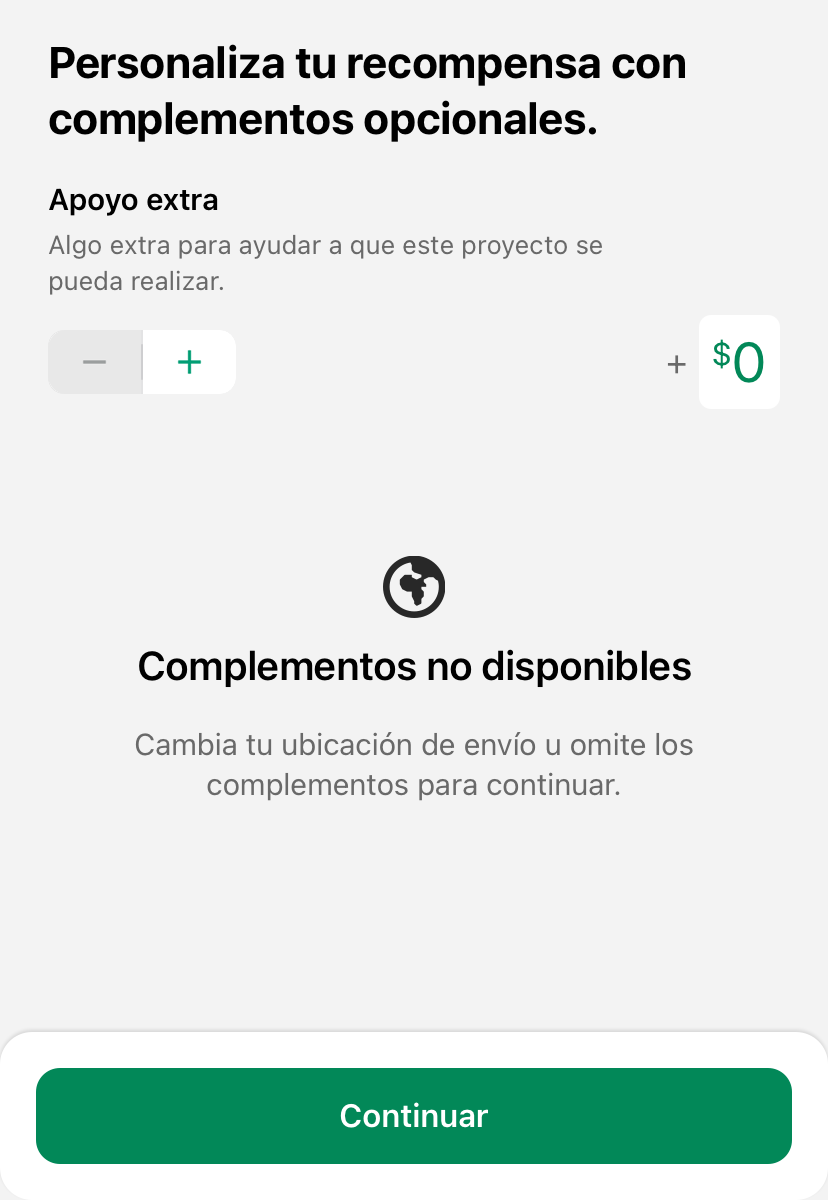 Personaliza tu recompensa con
complementos opcionales.
Apoyo extra
Algo extra para ayudar a que este proyecto se
pueda realizar.
− +
+ $0
Complementos no disponibles
Cambia tu ubicación de envío u omite los
complementos para continuar.
Continuar